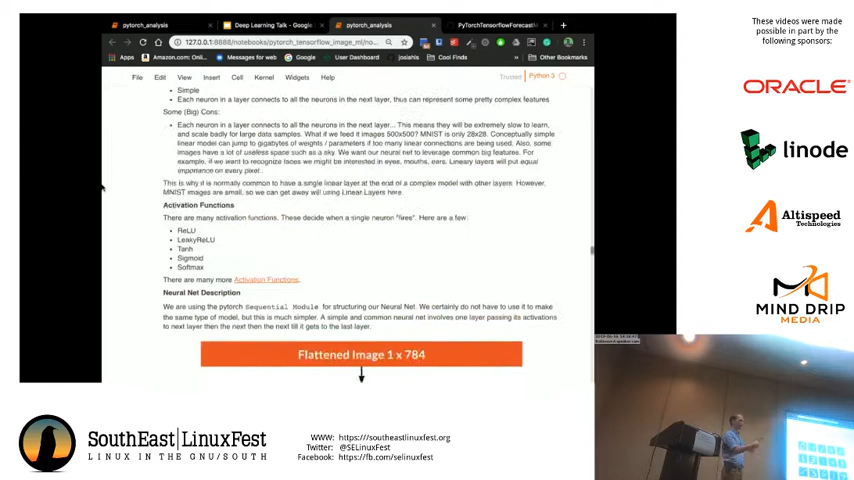 pytorch_analysis
Deep Learning Talk - Google
pytorch_analysis
PyTorchTensorflowForecast
127.0.0.1:8888/notebooks/pytorch_tensorflow_image_ml/no...
Apps
Amazon.com: Onlin...
Messages for web
Google
User Dashboard
josiahls
Cool Finds
Other Bookmarks
File Edit View Insert Cell Kernel Widgets Help
Trusted
Python 3
• Simple
• Each neuron in a layer connects to all the neurons in the next layer, thus can represent some pretty complex features
Some (Big) Cons:
• Each neuron in a layer connects to all the neurons in the next layer... This means they will be extremely slow to learn,
and scale badly for large data samples. What if we feed it images 500x500? MNIST is only 28x28. Conceptually simple
linear model can jump to gigabytes of weights / parameters if too many linear connections are being used. Also, some
images have a lot of useless space such as a sky. We want our neural net to leverage common big features. For
example, if we want to recognize faces we might be interested in eyes, mouths, ears. Lineary layers will put equal
importance on every pixel.
This is why it is normally common to have a single linear layer at the end of a complex model with other layers. However,
MNIST images are small, so we can get away will using Linear Layers here.
Activation Functions
There are many activation functions. These decide when a single neuron "fires". Here are a few:
• ReLU
• LeakyReLU
• Tanh
• Sigmoid
• Softmax
There are many more Activation Functions.
Neural Net Description
We are using the pytorch Sequential Module for structuring our Neural Net. We certainly do not have to use it to make
the same type of model, but this is much simpler. A simple and common neural net involves one layer passing its activations
to next layer then the next then the next till it gets to the last layer.
Flattened Image 1 x 784
These videos were made
possible in part by the
following sponsors:
ORACLE
linode
Altispeed
Technologies
MIND DRIP
MEDIA
SouthEast|LinuxFest
LINUX IN THE GNU/SOUTH
WWW: https://southeastlinuxfest.org
Twitter: @SELinuxFest
Facebook: https://fb.com/selinuxfest